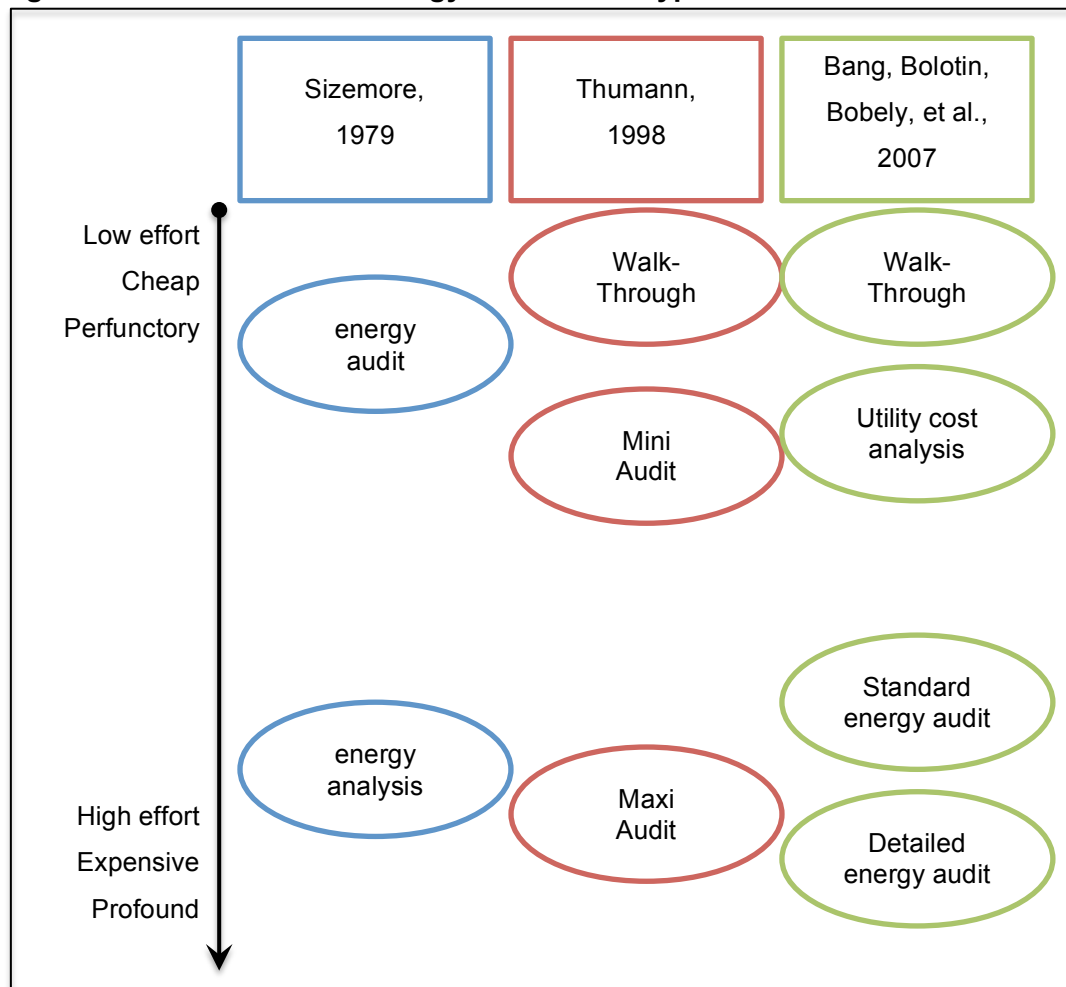 Sizemore,
1979
Thumann,
1998
Bang, Bolotin,
Bobely, et al.,
2007
Low effort
Cheap
Perfunctory
energy
audit
Walk-
Through
Walk-
Through
Mini
Audit
Utility cost
analysis
energy
analysis
Standard
energy audit
Maxi
Audit
Detailed
energy audit
High effort
Expensive
Profound